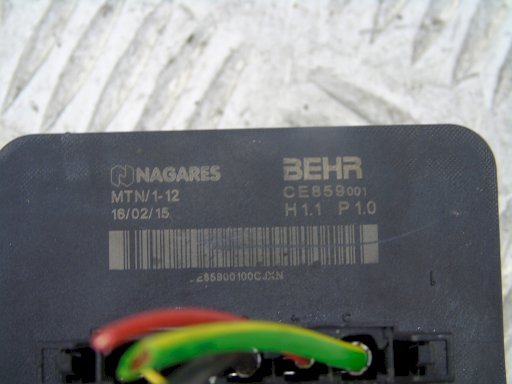 NAGARES BEHR
MTN/1-12 CE859001
16/02/15 H1.1 P1.0